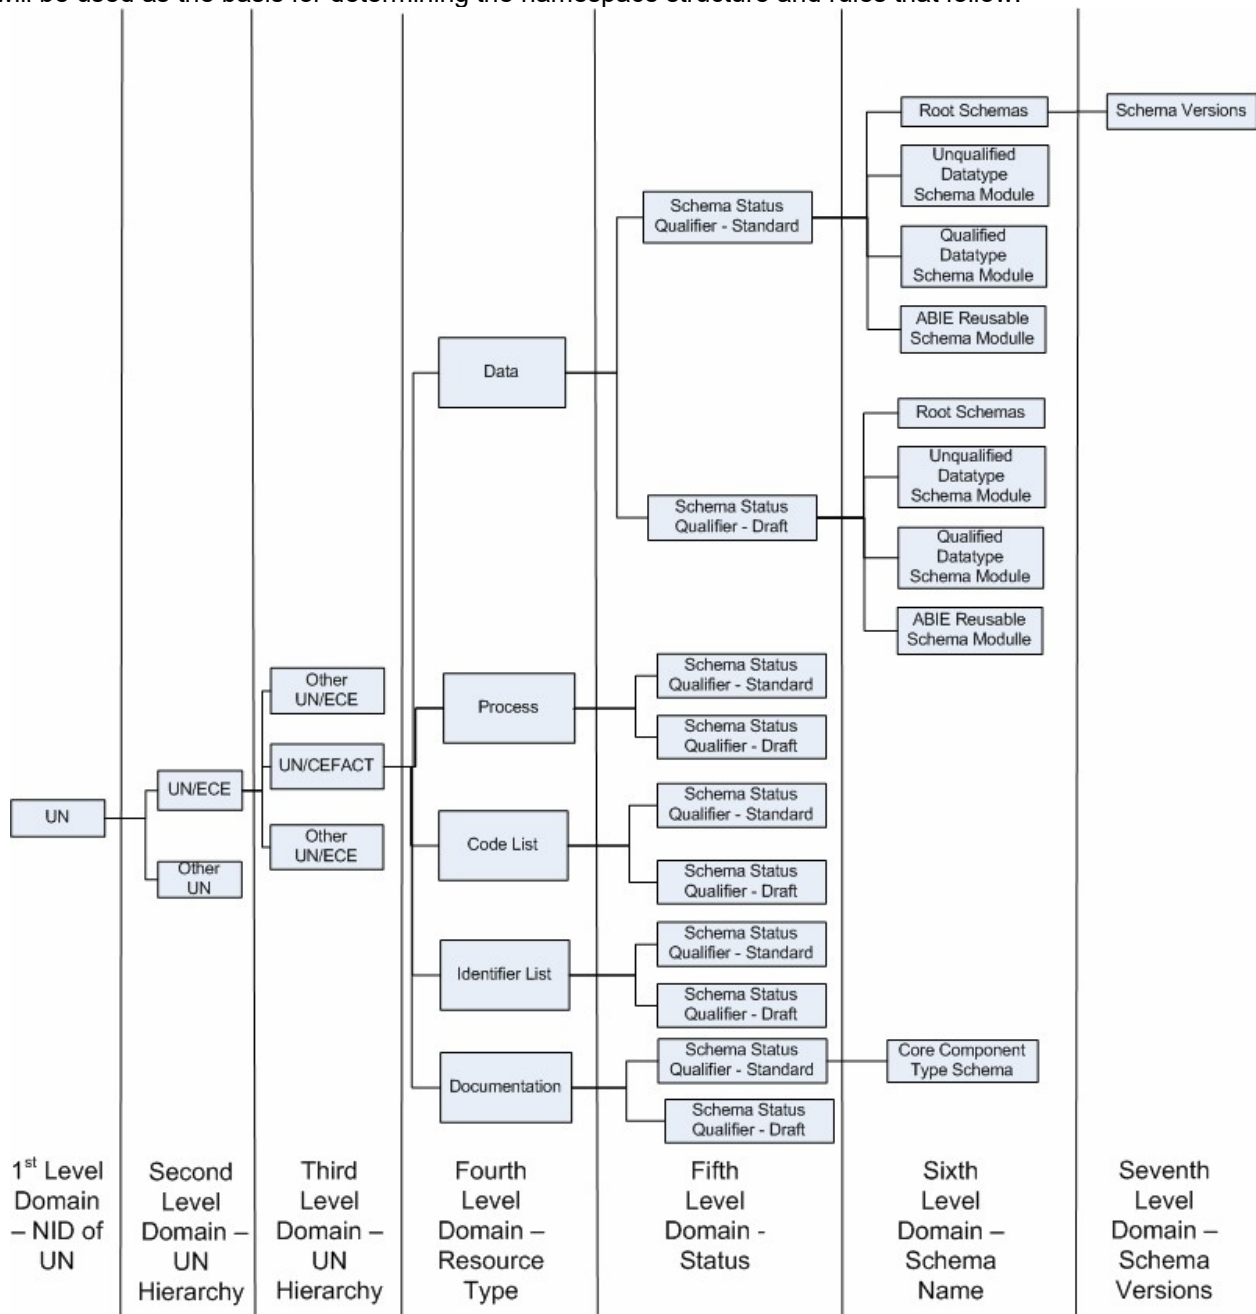 will be used as the basis for determining the namespace structure and rules that follow.
Root Schemas
Schema Versions
Unqualified
Datatype
Schema Module
Schema Status
Qualifier - Standard
Qualified
Datatype
Schema Module
ABIE Reusable
Schema Modulle
Data
Root Schemas
Unqualified
Datatype
Schema Module
Schema Status
Qualifier - Draft
Qualified
Datatype
Schema Module
ABIE Reusable
Schema Modulle
Schema Status
Qualifier - Standard
Other
UN/ECE
Process
Schema Status
Qualifier - Draft
UN/CEFACT
UN/ECE
Schema Status
Qualifier - Standard
UN
Other
UN/ECE
Code List
Other
UN
Schema Status
Qualifier - Draft
Schema Status
Qualifier - Standard
Identifier List
Schema Status
Qualifier - Draft
Schema Status
Qualifier - Standard
Core Component
Type Schema
Documentation
Schema Status
Qualifier - Draft
1st Level
Domain
– NID of
UN
Second
Level
Domain –
UN
Hierarchy
Third
Level
Domain –
UN
Hierarchy
Fourth
Level
Domain –
Resource
Type
Fifth
Level
Domain -
Status
Sixth
Level
Domain –
Schema
Name
Seventh
Level
Domain –
Schema
Versions